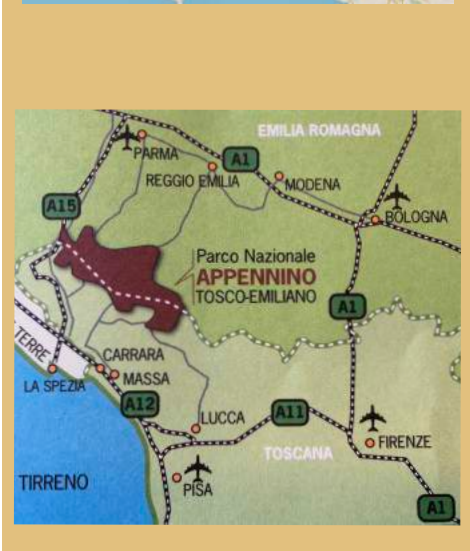 EMILIA ROMAGNA
PARMA
A1
REGGIO EMILIA
MODENA
A15
BOLOGNA
Parco Nazionale
APPENNINO
TOSCO-EMILIANO
A1
TERRE
CARRARA
MASSA
LA SPEZIA
A12
LUCCA
A11
FIRENZE
TOSCANA
TIRRENO
PISA
A1